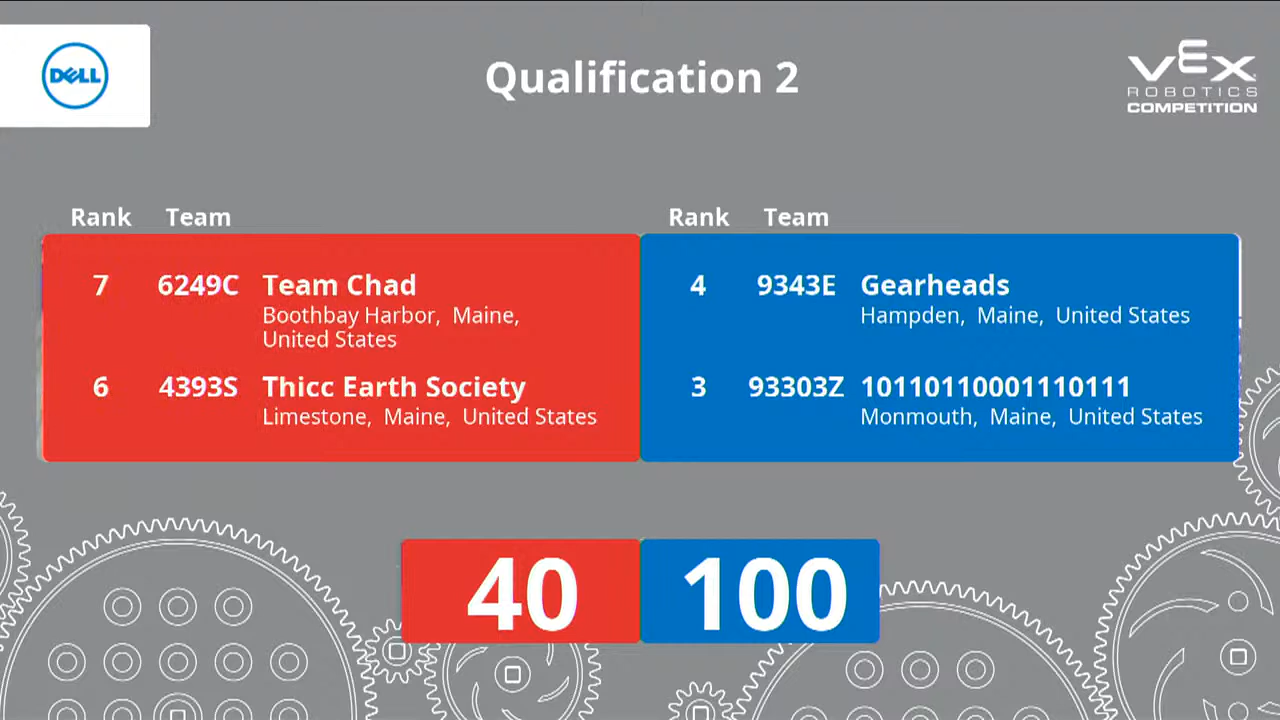 DELL
Qualification 2
VEX
ROBOTICS
COMPETITION
Rank Team
7 6249C Team Chad
Boothbay Harbor, Maine,
United States
6 4393S Thicc Earth Society
Limestone, Maine, United States
Rank Team
4 9343E Gearheads
Hampden, Maine, United States
3 93303Z 10110110001110111
Monmouth, Maine, United States
40 100